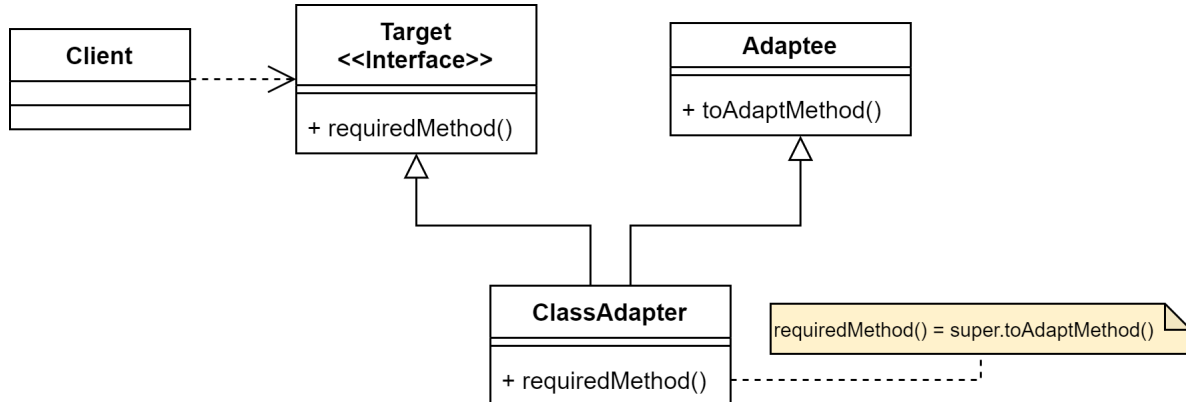 Client
Target
<<Interface>>
+ requiredMethod()
Adaptee
+ toAdaptMethod()
ClassAdapter
+ requiredMethod()
requiredMethod() = super.toAdaptMethod()